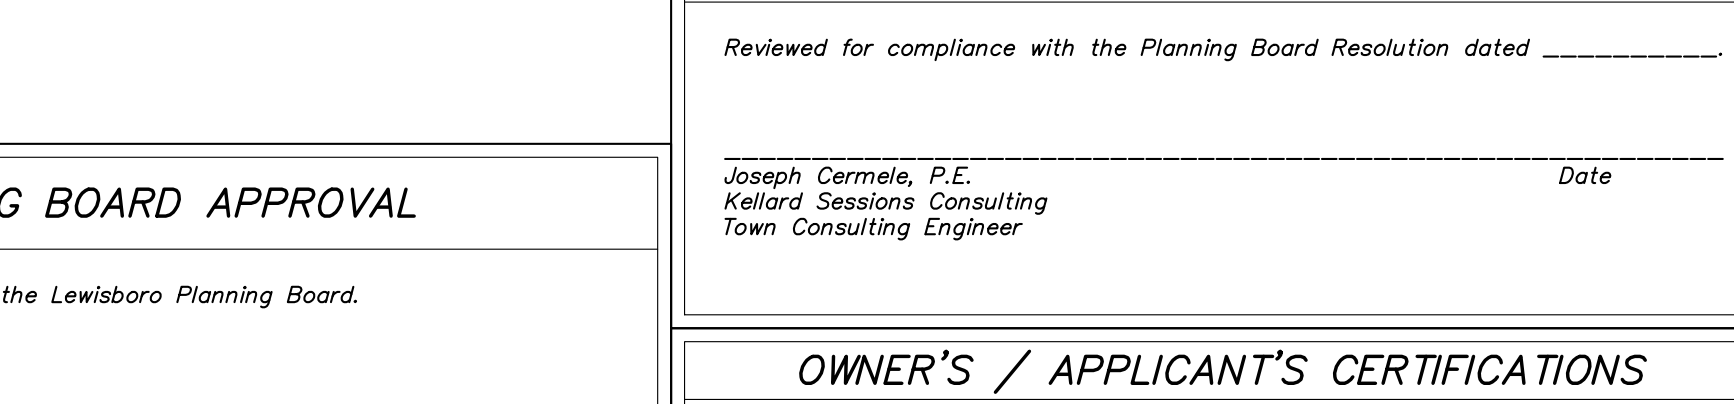 Reviewed for compliance with the Planning Board Resolution dated __________.
Joseph Cermele, P.E. Date
Kellard Sessions Consulting
Town Consulting Engineer
G BOARD APPROVAL
the Lewisboro Planning Board.
OWNER'S / APPLICANT'S CERTIFICATIONS